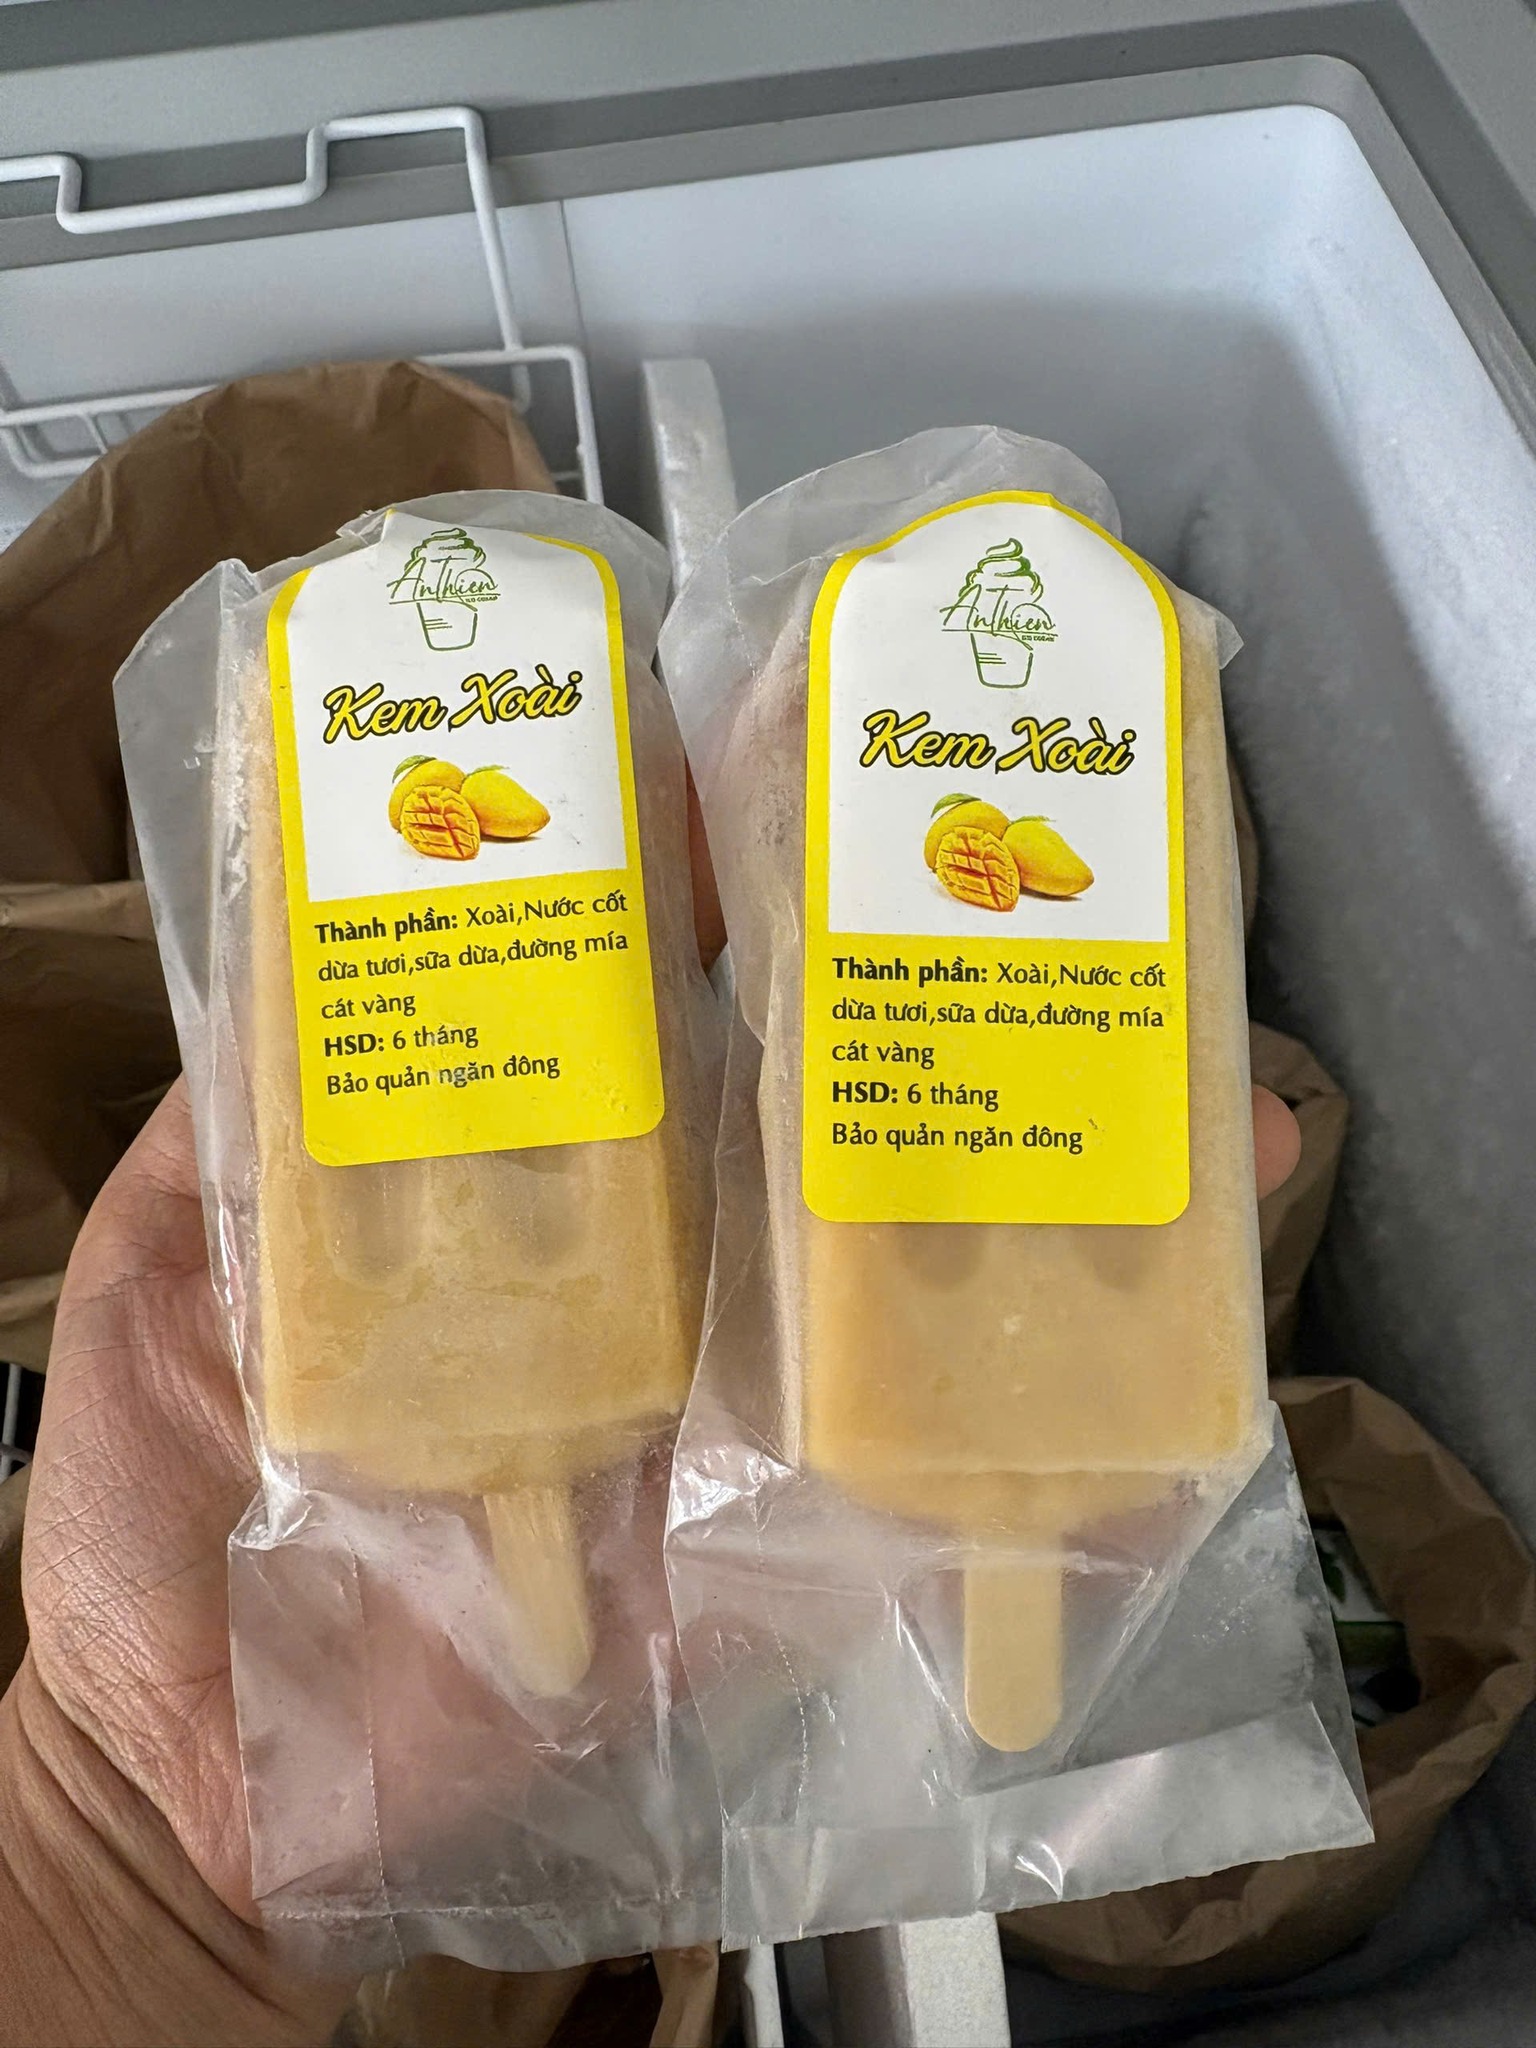 AnThien
Kem Xoài
Thành phần: Xoài,Nước cốt
dừa tươi,sữa dừa,đường mía
cát vàng
HSD: 6 tháng
Bảo quản ngăn đông
AnThien
Kem Xoài
Thành phần: Xoài,Nước cốt
dừa tươi,sữa dừa,đường mía
cát vàng
HSD: 6 tháng
Bảo quản ngăn đông